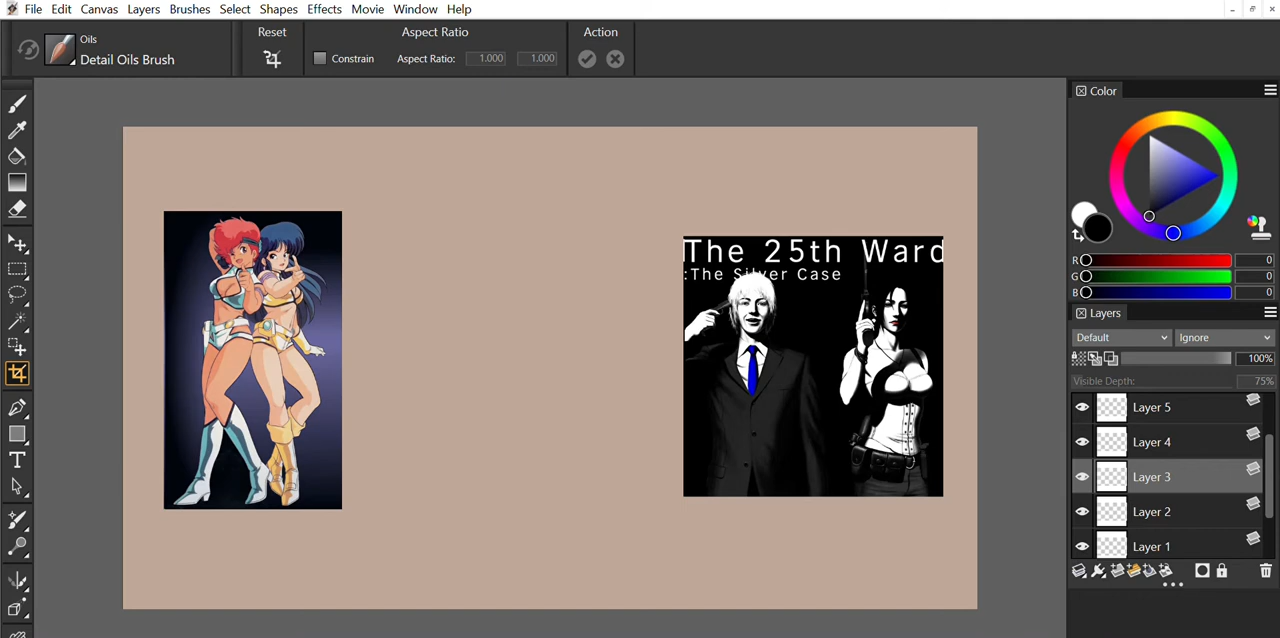 File Edit Canvas Layers Brushes Select Shapes Effects Movie Window Help
Oils
Detail Oils Brush
Reset
Aspect Ratio
Action
Constrain
Aspect Ratio: 1.000 1.000
Color
The 25th Ward
:The Silver Case
R 0
G 0
B 0
Layers
Default Ignore
100%
Visible Depth: 75%
Layer 5
Layer 4
Layer 3
Layer 2
Layer 1